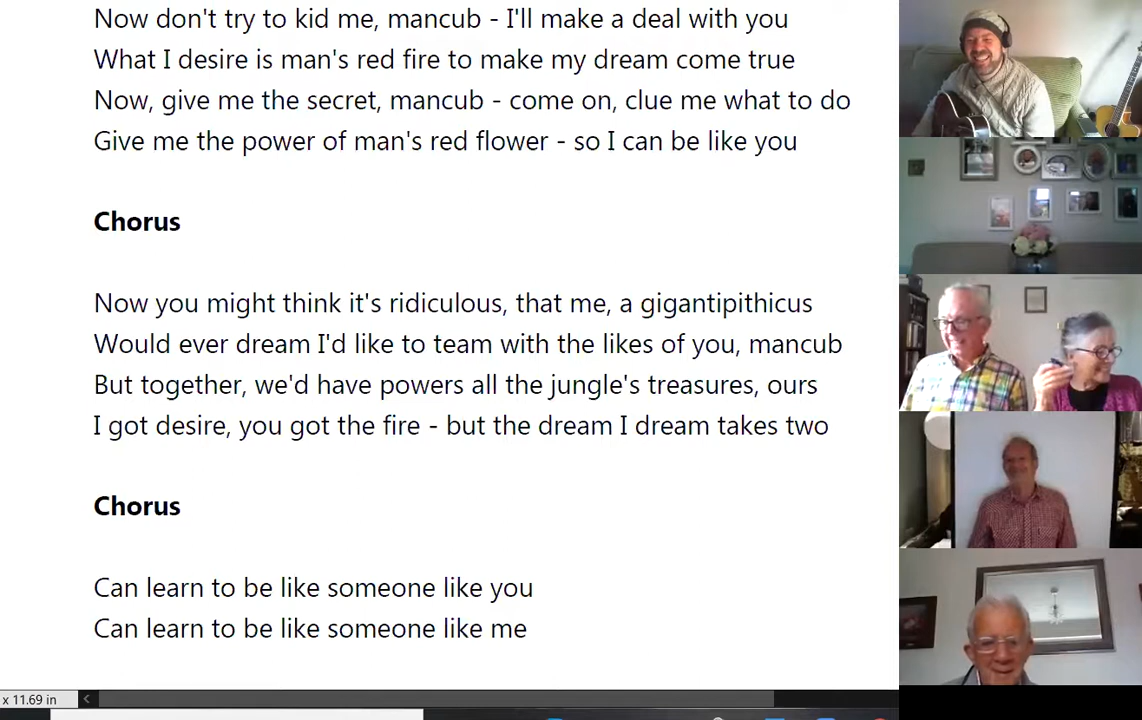 Now don't try to kid me, mancub - I'll make a deal with you
What I desire is man's red fire to make my dream come true
Now, give me the secret, mancub - come on, clue me what to do
Give me the power of man's red flower - so I can be like you
Chorus
Now you might think it's ridiculous, that me, a gigantipithicus
Would ever dream I'd like to team with the likes of you, mancub
But together, we'd have powers all the jungle's treasures, ours
I got desire, you got the fire - but the dream I dream takes two
Chorus
Can learn to be like someone like you
Can learn to be like someone like me
x 11.69 in